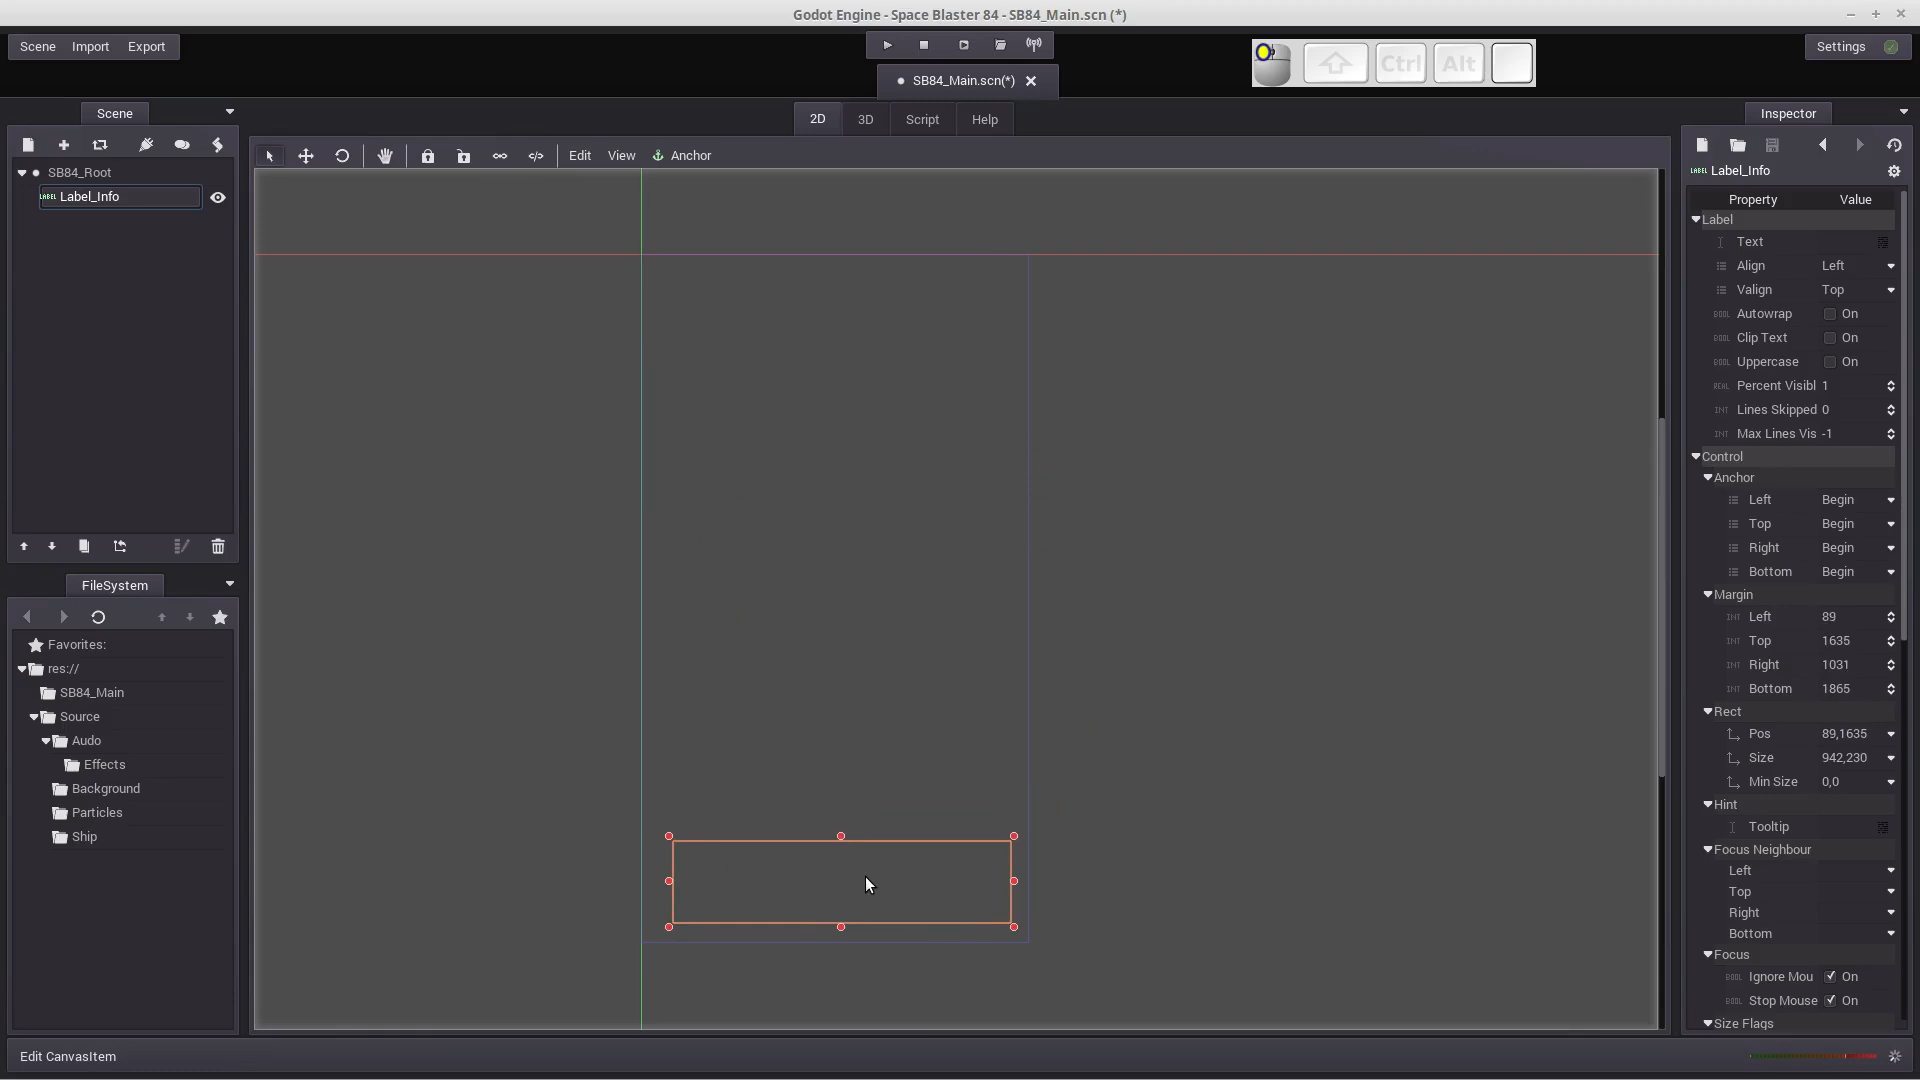 Godot Engine - Space Blaster 84 - SB84_Main.scn (*)
Scene Import Export
Settings
Ctrl Alt
SB84_Main.scn(*)
Scene
2D 3D Script Help
Inspector
Edit View Anchor
SB84_Root
Label_Info
Label_Info
Property Value
Label
Text
Align Left
Valign Top
Autowrap On
Clip Text On
Uppercase On
Percent Visibl 1
Lines Skipped 0
Max Lines Vis -1
Control
Anchor
Left Begin
Top Begin
Right Begin
Bottom Begin
Margin
Left 89
Top 1635
Right 1031
Bottom 1865
Rect
Pos 89,1635
Size 942,230
Min Size 0,0
Hint
Tooltip
Focus Neighbour
Left
Top
Right
Bottom
Focus
Ignore Mou On
Stop Mouse On
Size Flags
FileSystem
Favorites:
res://
SB84_Main
Source
Audo
Effects
Background
Particles
Ship
Edit CanvasItem